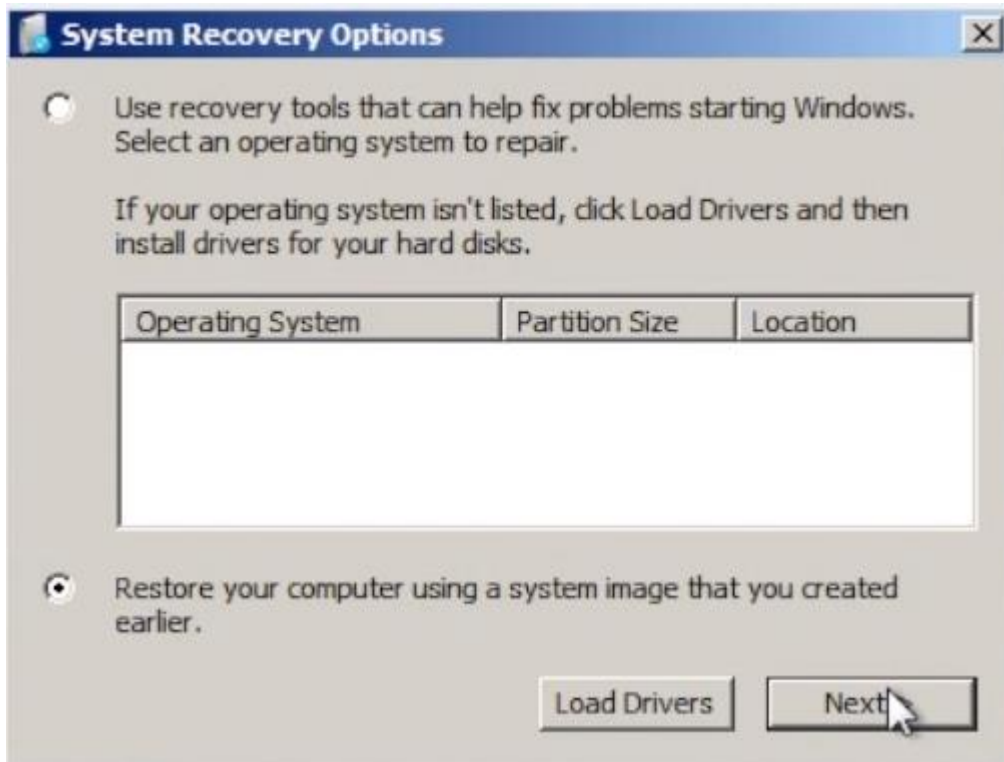 System Recovery Options
Use recovery tools that can help fix problems starting Windows.
Select an operating system to repair.
If your operating system isn't listed, click Load Drivers and then
install drivers for your hard disks.
Operating System Partition Size Location
Restore your computer using a system image that you created
earlier.
Load Drivers Next